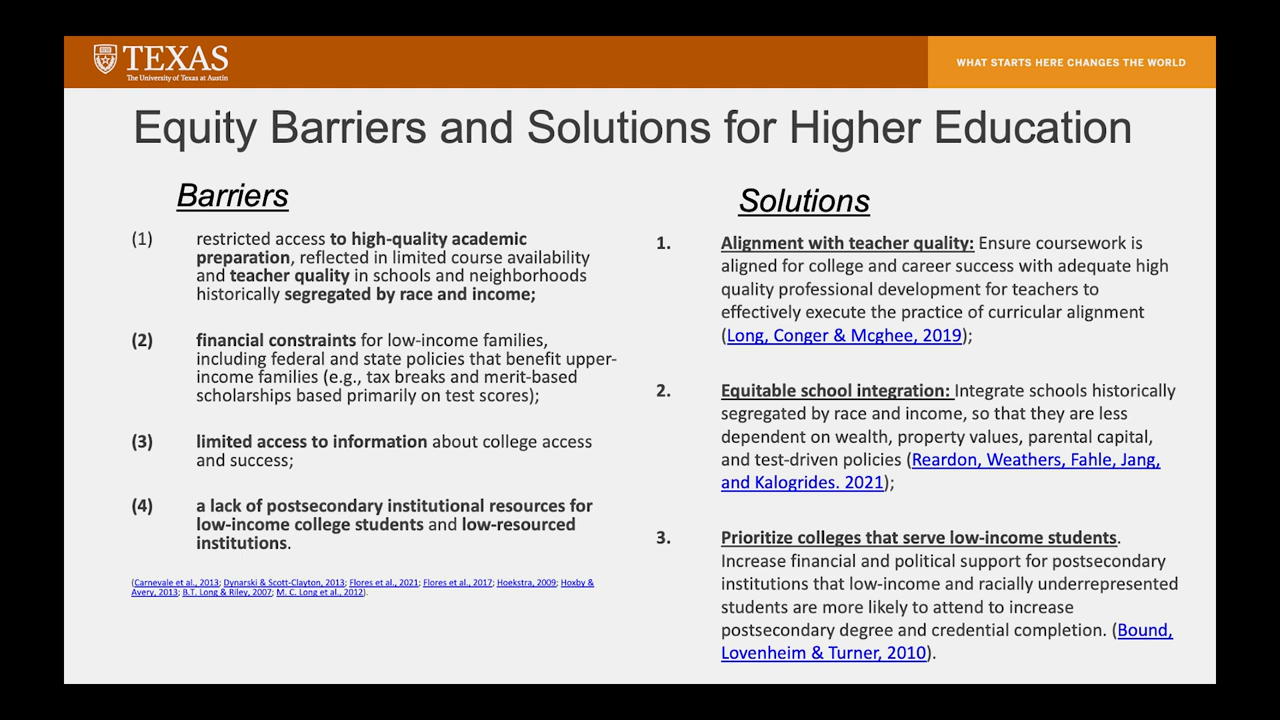 TEXAS
The University of Texas at Austin
WHAT STARTS HERE CHANGES THE WORLD
Equity Barriers and Solutions for Higher Education
Barriers
(1) restricted access to high-quality academic
preparation, reflected in limited course availability
and teacher quality in schools and neighborhoods
historically segregated by race and income;
(2) financial constraints for low-income families,
including federal and state policies that benefit upper-
income families (e.g., tax breaks and merit-based
scholarships based primarily on test scores);
(3) limited access to information about college access
and success;
(4) a lack of postsecondary institutional resources for
low-income college students and low-resourced
institutions.
(Carnevale et al., 2013; Dynarski & Scott-Clayton, 2013; Flores et al., 2021; Flores et al., 2017; Hoekstra, 2009; Hoxby &
Avery, 2013; B.T. Long & Riley, 2007; M. C. Long et al., 2012).
Solutions
1. Alignment with teacher quality: Ensure coursework is
aligned for college and career success with adequate high
quality professional development for teachers to
effectively execute the practice of curricular alignment
(Long, Conger & Mcghee, 2019);
2. Equitable school integration: Integrate schools historically
segregated by race and income, so that they are less
dependent on wealth, property values, parental capital,
and test-driven policies (Reardon, Weathers, Fahle, Jang,
and Kalogrides. 2021);
3. Prioritize colleges that serve low-income students.
Increase financial and political support for postsecondary
institutions that low-income and racially underrepresented
students are more likely to attend to increase
postsecondary degree and credential completion. (Bound,
Lovenheim & Turner, 2010).